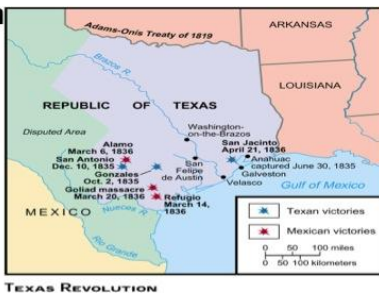 Adams-Onis Treaty of 1819
ARKANSAS
LOUISIANA
Brazos R.
REPUBLIC OF TEXAS
Disputed Area
Washington-
on-the-Brazos
Alamo
March 6, 1836
San Antonio
Dec. 10, 1835
Gonzales
Oct. 2, 1835
Goliad massacre
March 20, 1836
San
Felipe
de Austin
San Jacinto
April 21, 1836
Anahuac
captured June 30, 1835
Galveston
Velasco
Refugio
March 14,
1836
Gulf of Mexico
MEXICO
Nueces R.
Rio Grande
Texan victories
Mexican victories
0 50 100 miles
0 50 100 kilometers
TEXAS REVOLUTION